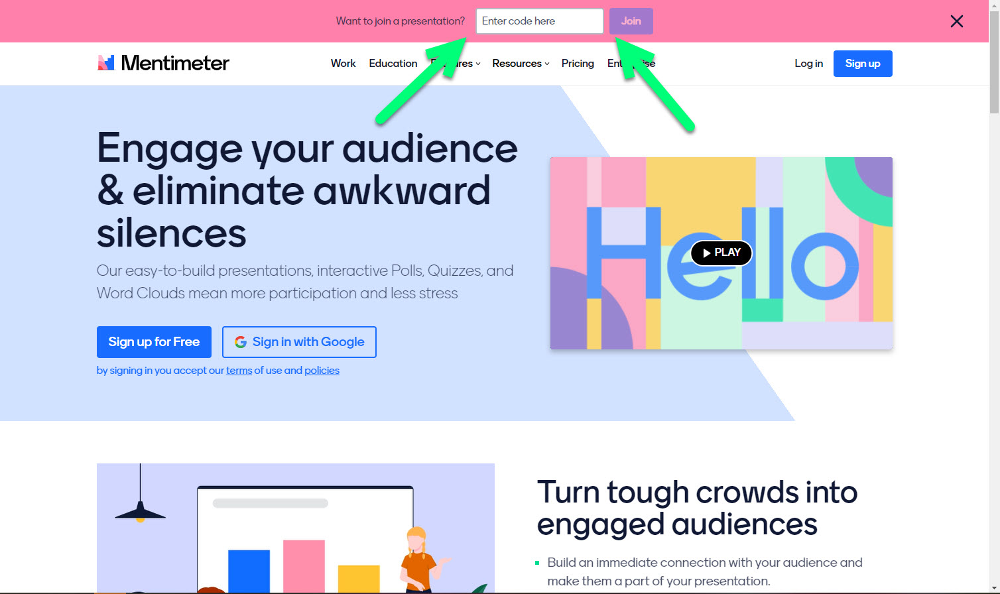 Want to join a presentation? Enter code here Join
Mentimeter Work Education Resources Pricing Log in Sign up
Engage your audience
& eliminate awkward
silences
Hello
PLAY
Our easy-to-build presentations, interactive Polls, Quizzes, and
Word Clouds mean more participation and less stress
Sign up for Free Sign in with Google
by signing in you accept our terms of use and policies
Turn tough crowds into
engaged audiences
Build an immediate connection with your audience and
make them a part of your presentation.